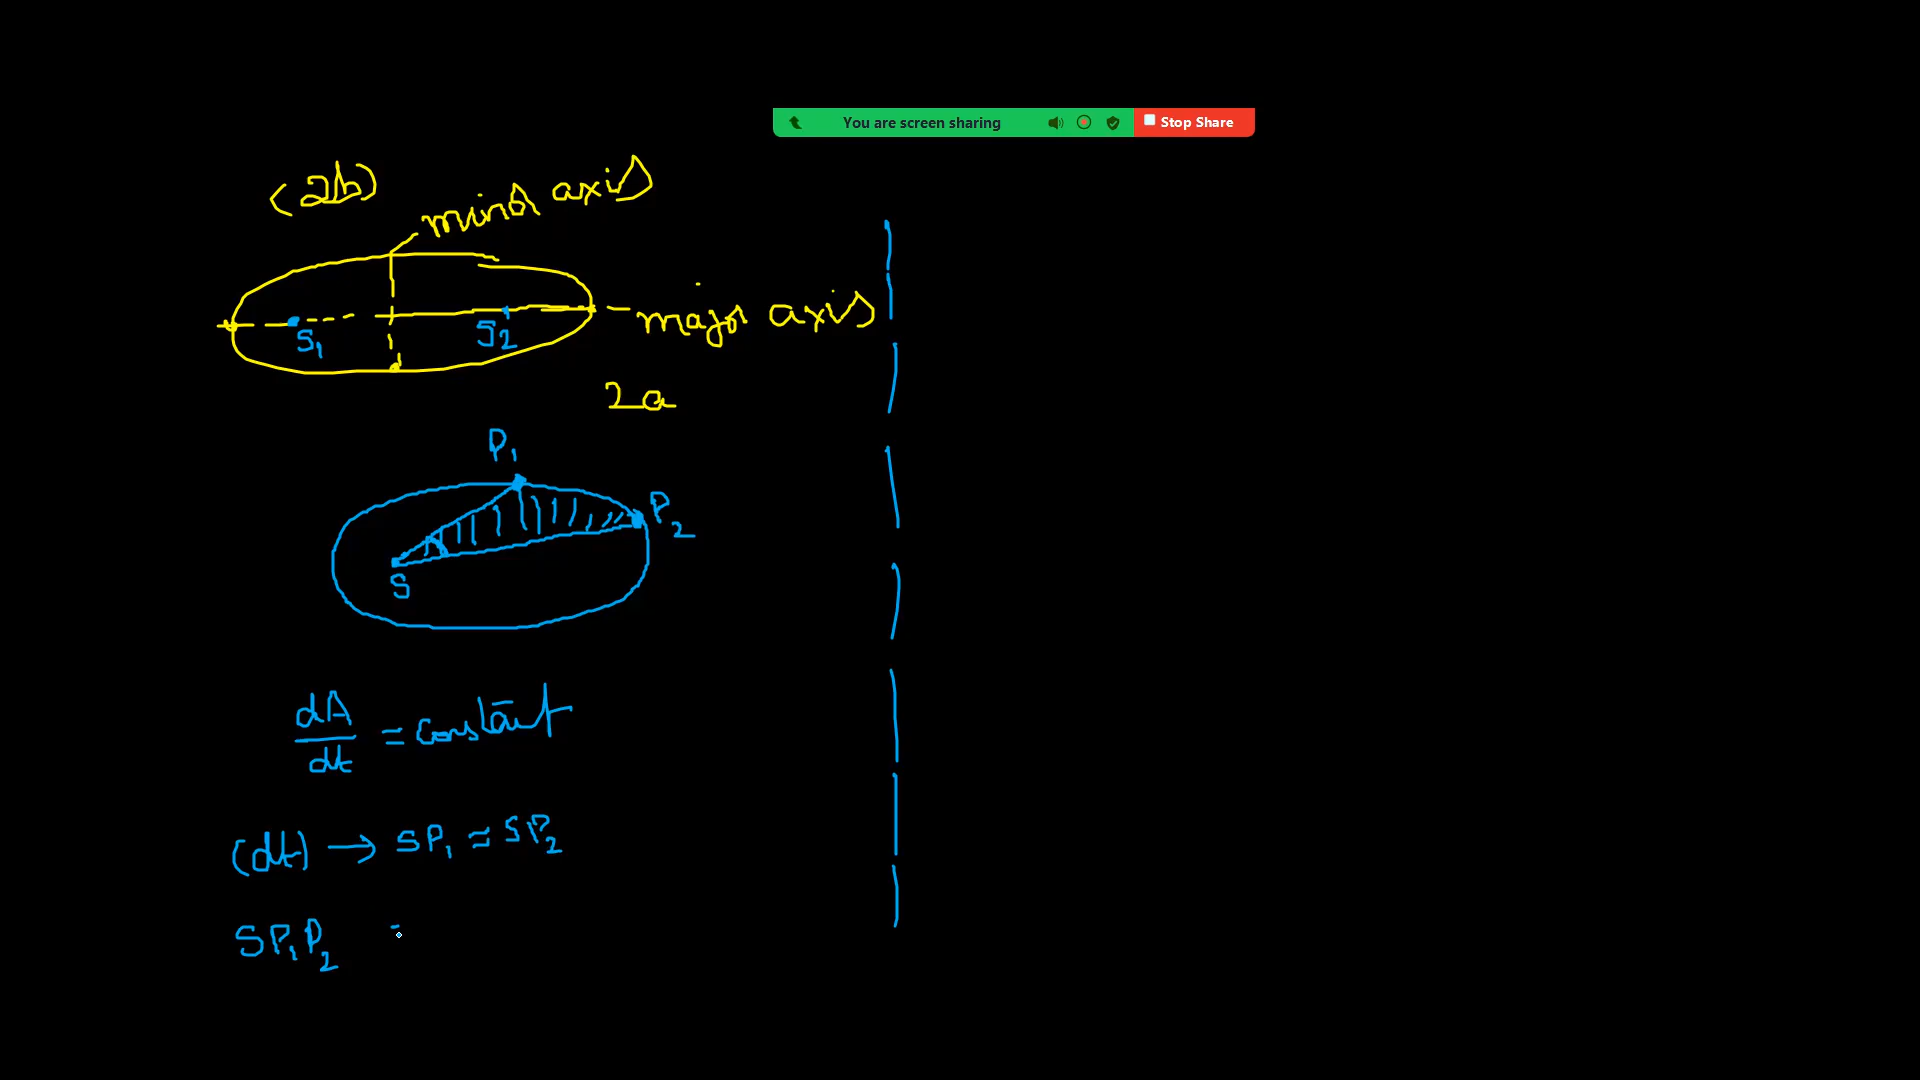 You are screen sharing
Stop Share
(2b)
minor axis
S1 S2
major axis
2a
P1
P2
S
dA/dt = constant
(dt) → SP1 ≈ SP2
SP1P2 =